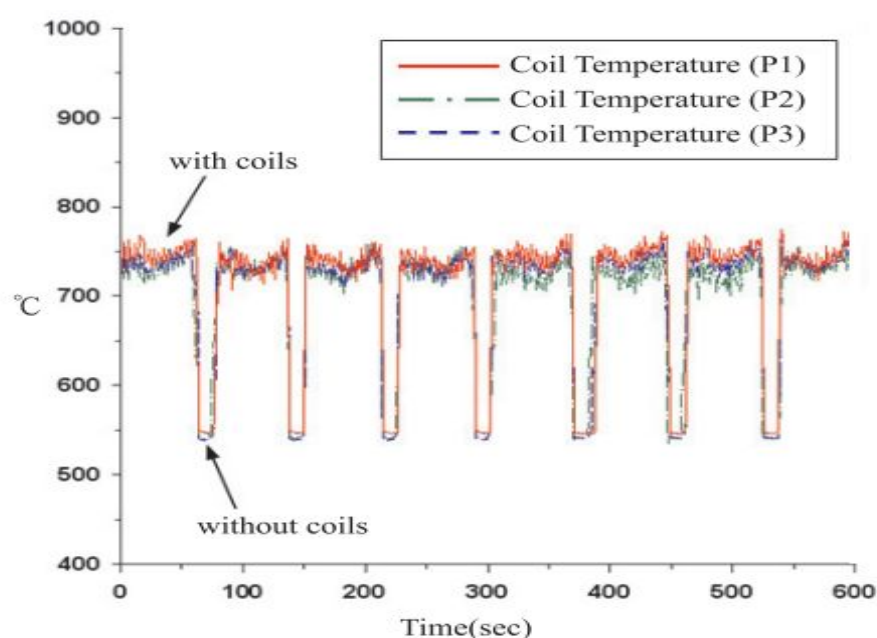 1000
900
800
700
600
500
400
℃
Coil Temperature (P1)
Coil Temperature (P2)
Coil Temperature (P3)
with coils
without coils
0 100 200 300 400 500 600
Time(sec)